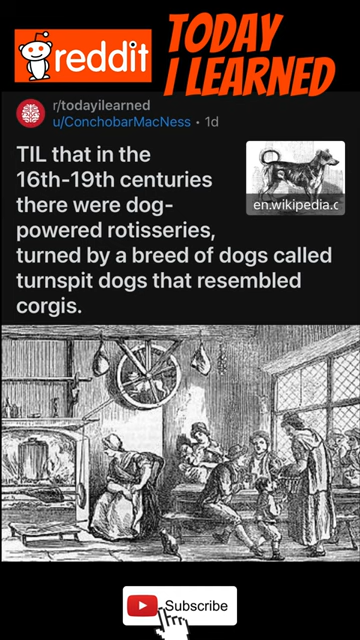 reddit
TODAY
I LEARNED
r/todayilearned
u/ConchobarMacNess • 1d
TIL that in the
16th-19th centuries
there were dog-
powered rotisseries,
turned by a breed of dogs called
turnspit dogs that resembled
corgis.
en.wikipedia.c
Subscribe